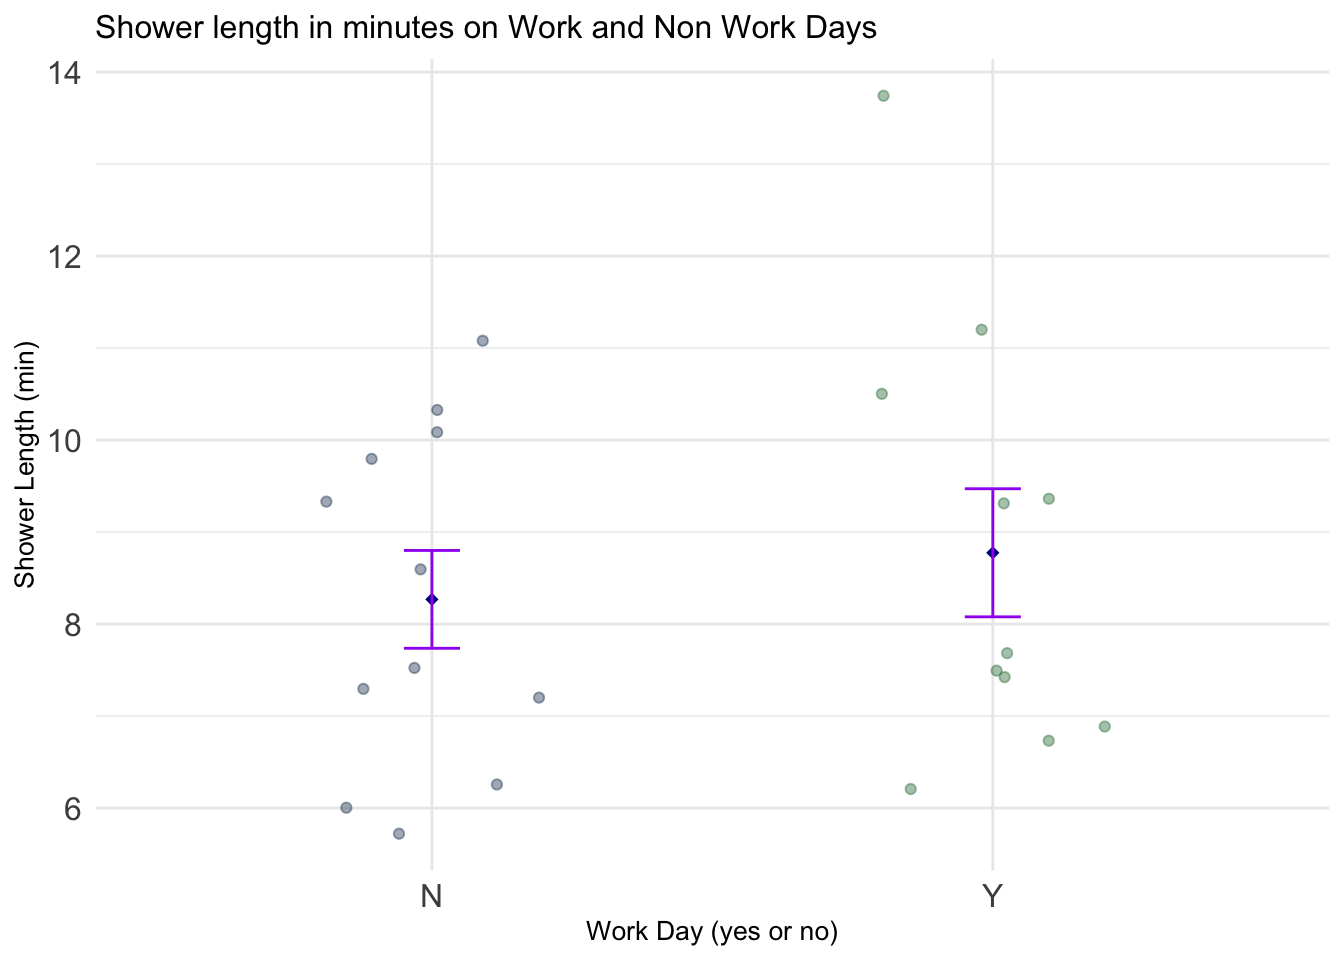 Shower length in minutes on Work and Non Work Days
Shower Length (min)
14
12
10
8
6
N
Y
Work Day (yes or no)